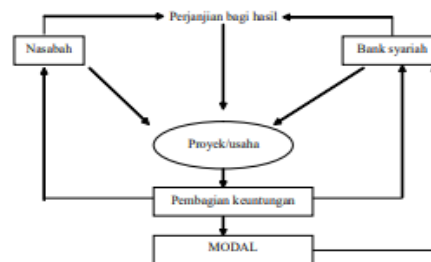 Perjanjian bagi hasil
Nasabah
Bank syariah
Proyek/usaha
Pembagian keuntungan
MODAL